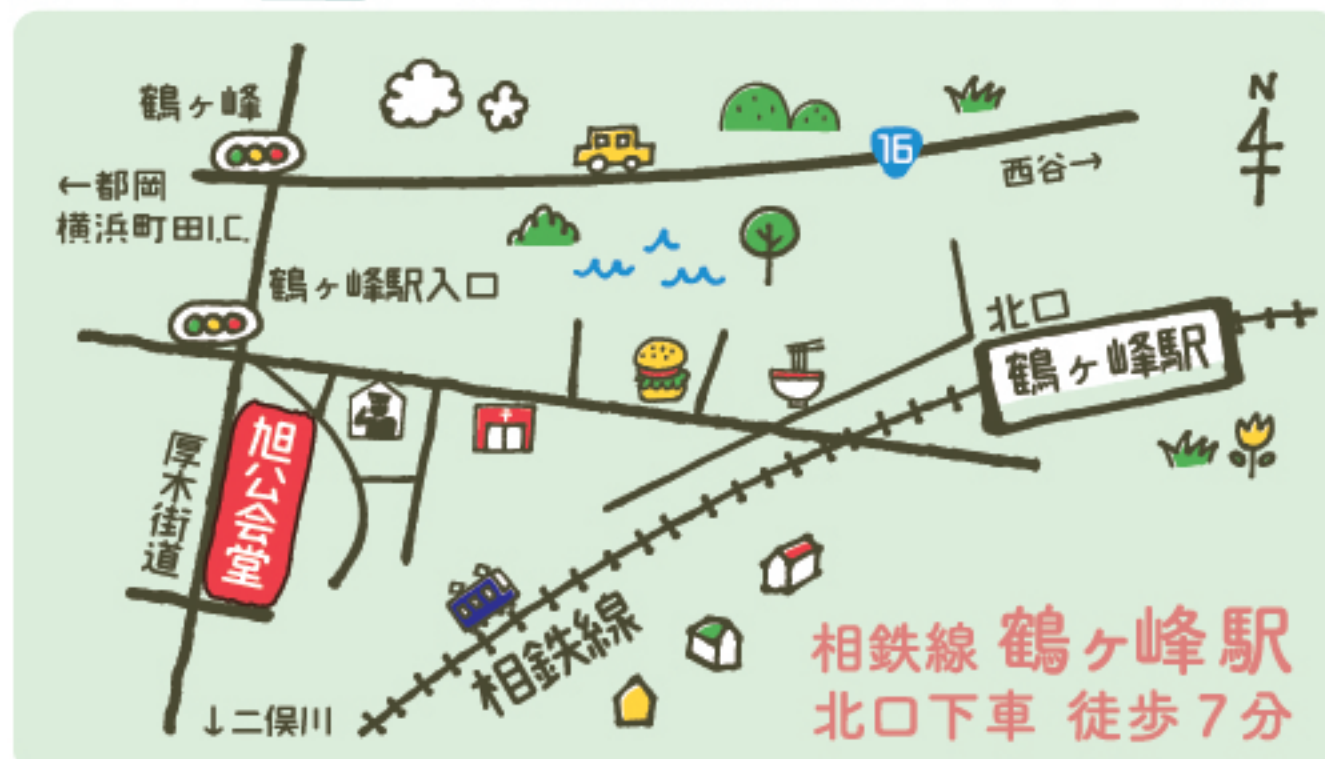 鶴ヶ峰
←都岡
横浜町田I.C.
16
西谷→
N
鶴ヶ峰駅入口
北口
鶴ヶ峰駅
厚木街道
旭公会堂
相鉄線
↓二俣川
相鉄線 鶴ヶ峰駅
北口下車 徒歩7分